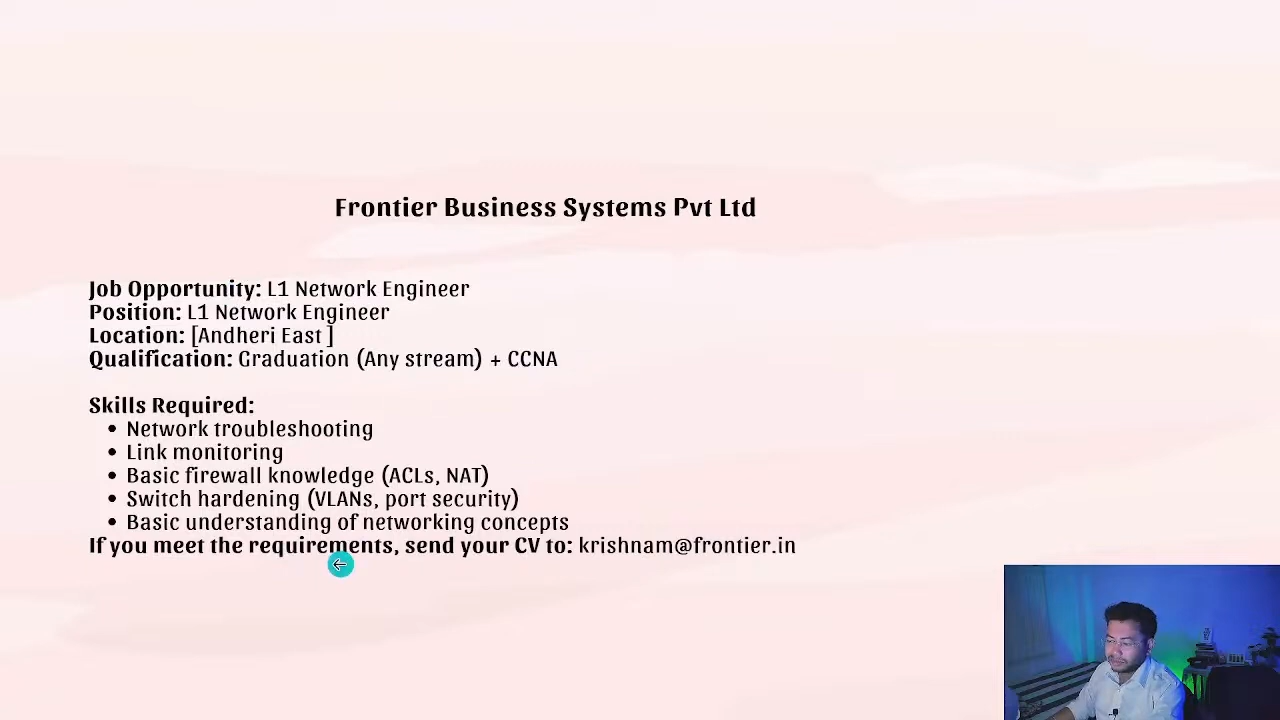 Frontier Business Systems Pvt Ltd
Job Opportunity: L1 Network Engineer
Position: L1 Network Engineer
Location: [Andheri East ]
Qualification: Graduation (Any stream) + CCNA
Skills Required:
• Network troubleshooting
• Link monitoring
• Basic firewall knowledge (ACLs, NAT)
• Switch hardening (VLANs, port security)
• Basic understanding of networking concepts
If you meet the requirements, send your CV to: krishnam@frontier.in